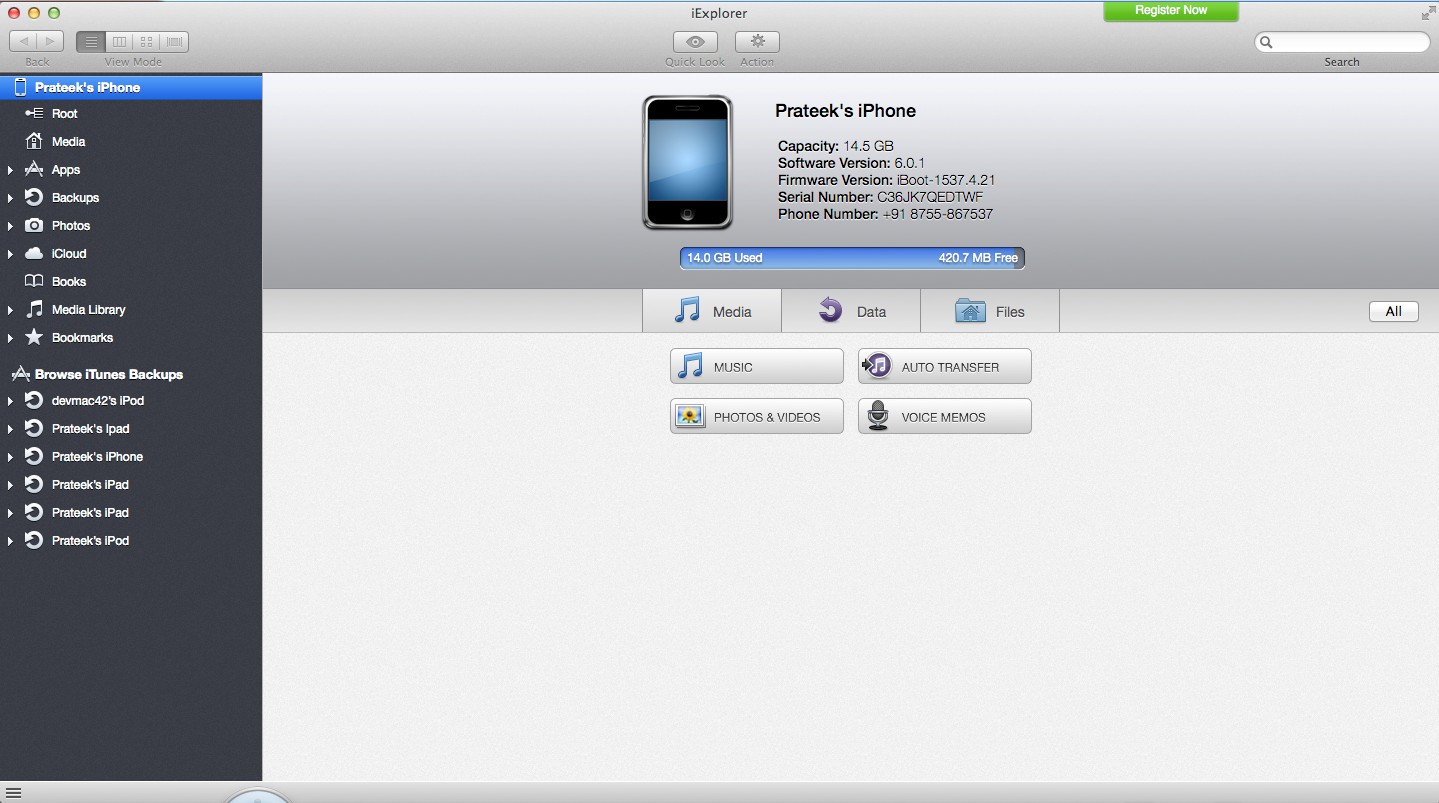 iExplorer
Register Now
Back
View Mode
Quick Look
Action
Search
Prateek's iPhone
Root
Media
Apps
Backups
Photos
iCloud
Books
Media Library
Bookmarks
Browse iTunes Backups
devmac42's iPod
Prateek's Ipad
Prateek's iPhone
Prateek's iPad
Prateek's iPad
Prateek's iPod
Prateek's iPhone
Capacity: 14.5 GB
Software Version: 6.0.1
Firmware Version: iBoot-1537.4.21
Serial Number: C36JK7QEDTWF
Phone Number: +91 8755-867537
14.0 GB Used 420.7 MB Free
Media Data Files All
MUSIC AUTO TRANSFER
PHOTOS & VIDEOS VOICE MEMOS